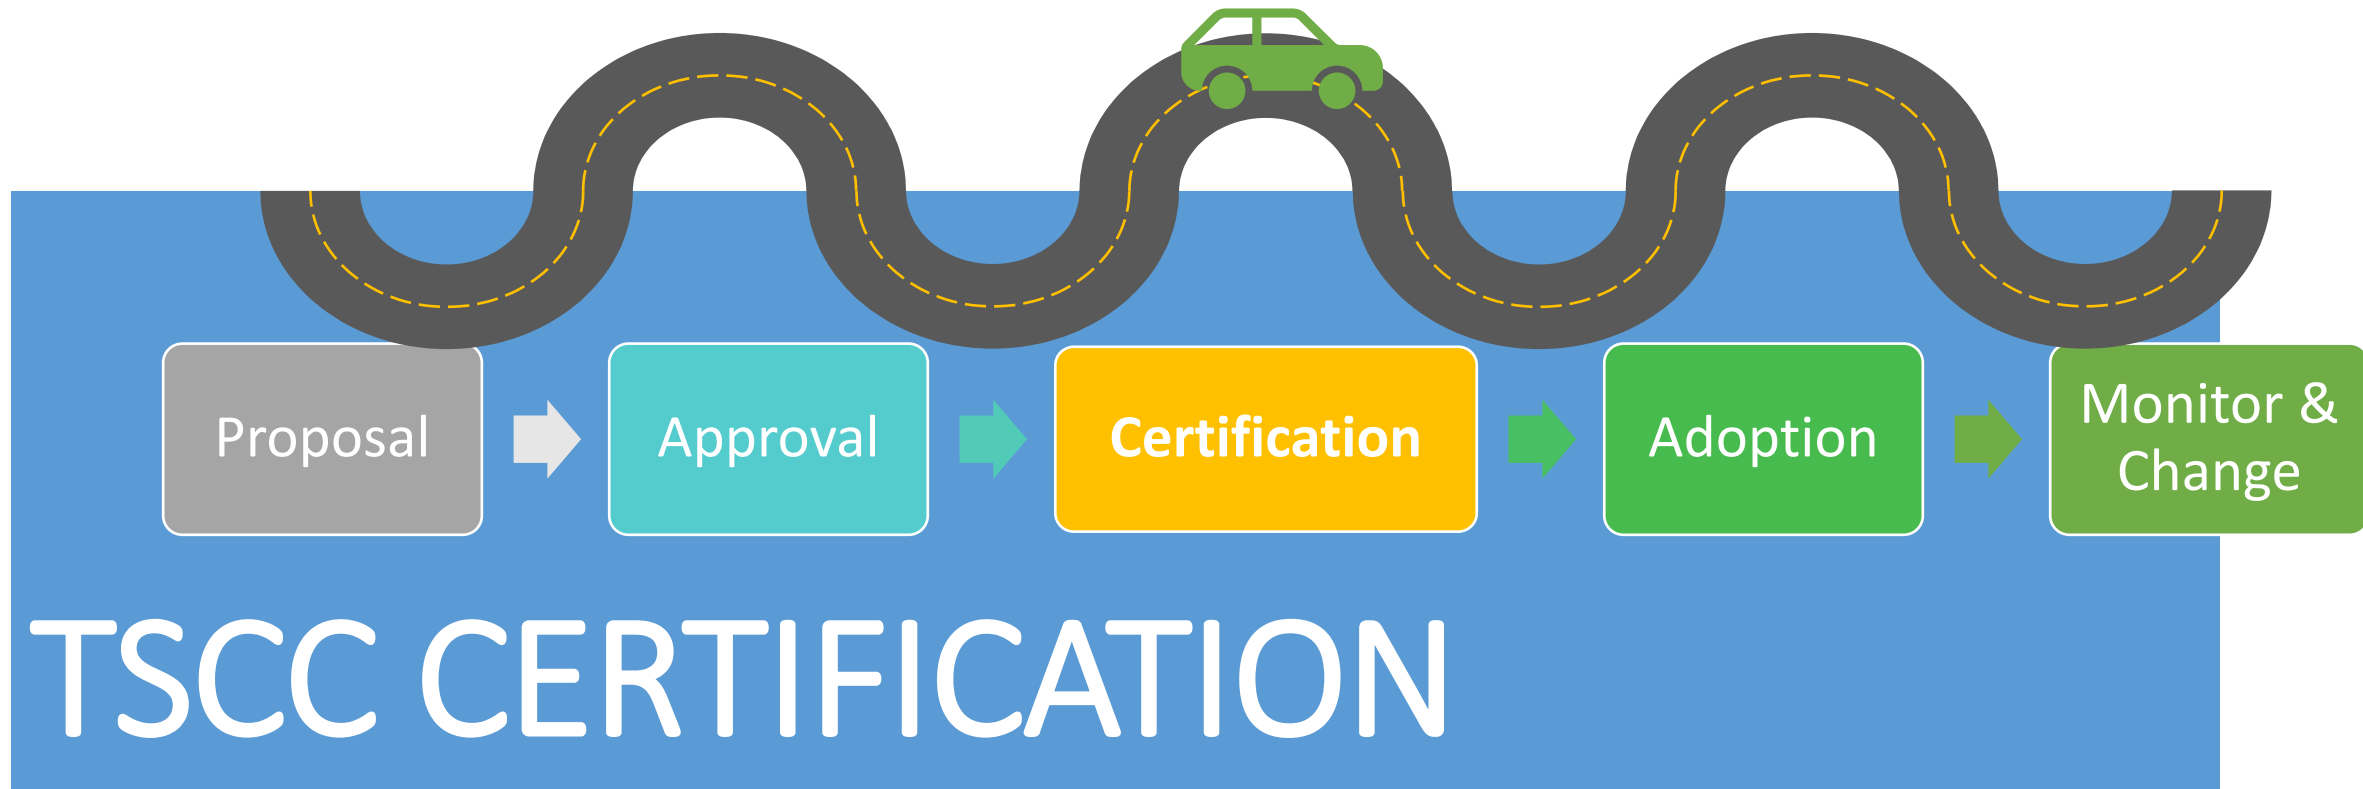 Proposal
Approval
Certification
Adoption
Monitor &
Change
TSCC CERTIFICATION